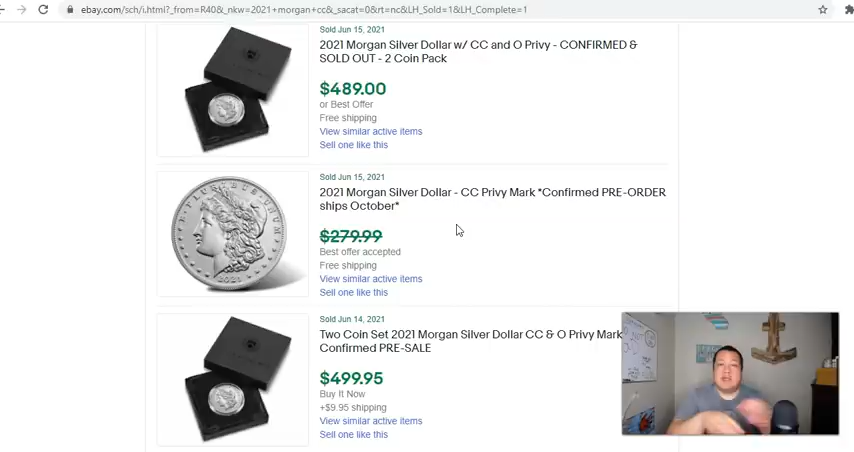 ebay.com/sch/i.html?_from=R40&_nkw=2021+morgan+cc&_sacat=0&rt=nc&LH_Sold=1&LH_Complete=1
Sold Jun 15, 2021
2021 Morgan Silver Dollar w/ CC and O Privy - CONFIRMED &
SOLD OUT - 2 Coin Pack
$489.00
or Best Offer
Free shipping
View similar active items
Sell one like this
Sold Jun 15, 2021
2021 Morgan Silver Dollar - CC Privy Mark *Confirmed PRE-ORDER
ships October*
$279.99
Best offer accepted
Free shipping
View similar active items
Sell one like this
Sold Jun 14, 2021
Two Coin Set 2021 Morgan Silver Dollar CC & O Privy Mark
Confirmed PRE-SALE
$499.95
Buy It Now
+$9.95 shipping
View similar active items
Sell one like this